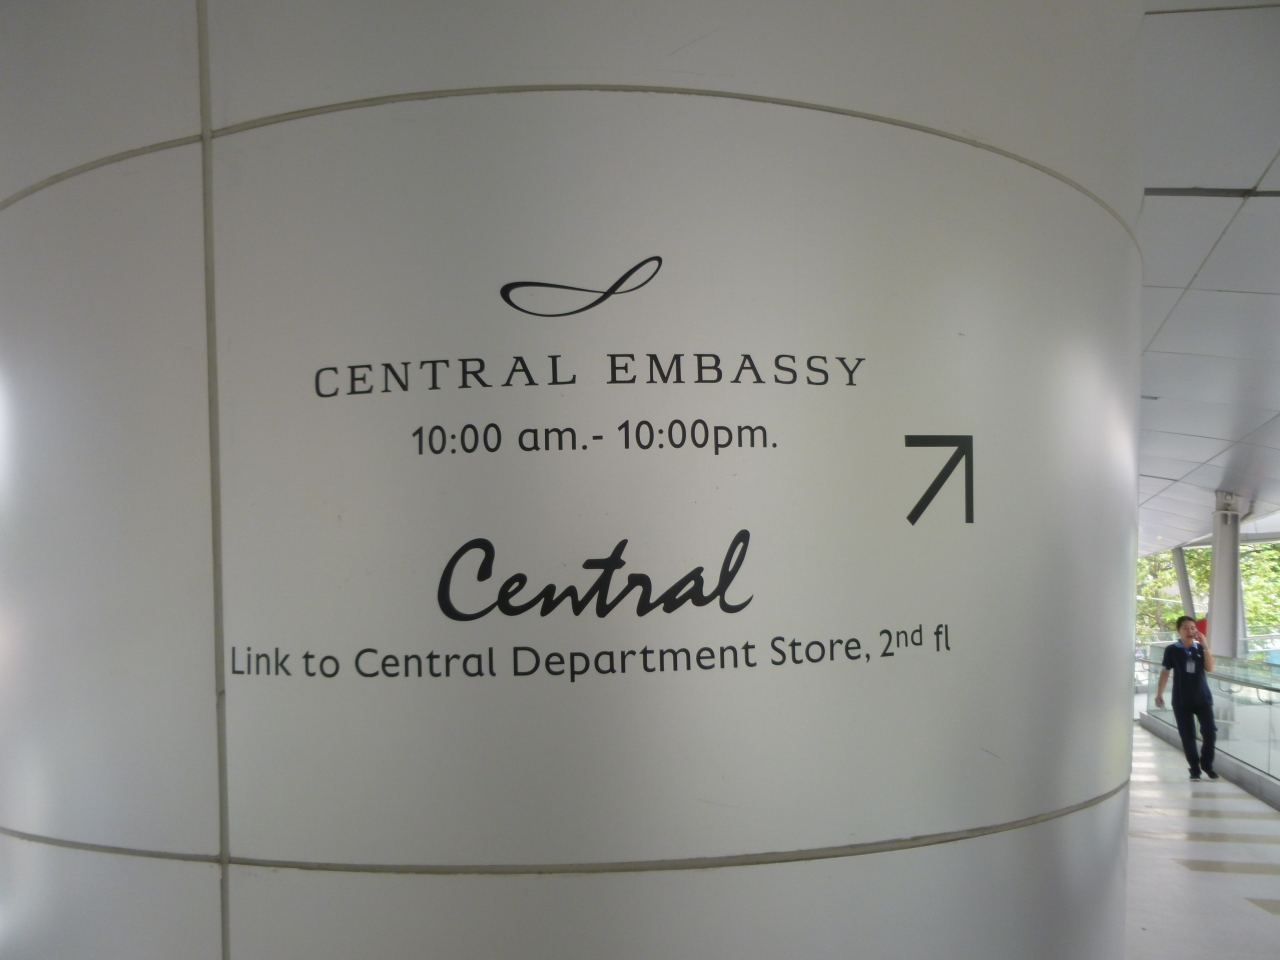 CENTRAL EMBASSY
10:00 am.- 10:00pm.
Central
Link to Central Department Store, 2nd fl